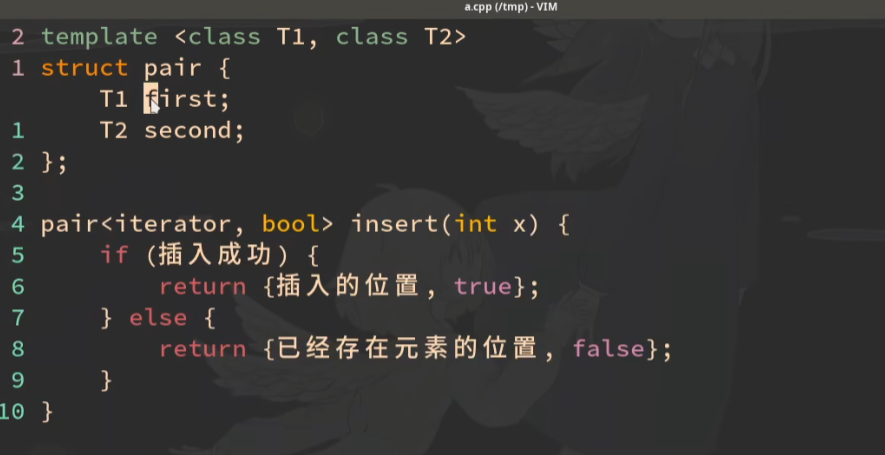 a.cpp (/tmp) - VIM
2 template <class T1, class T2>
1 struct pair {
T1 first;
1 T2 second;
2 };
3
4 pair<iterator, bool> insert(int x) {
5 if (插入成功) {
6 return {插入的位置, true};
7 } else {
8 return {已经存在元素的位置, false};
9 }
10 }